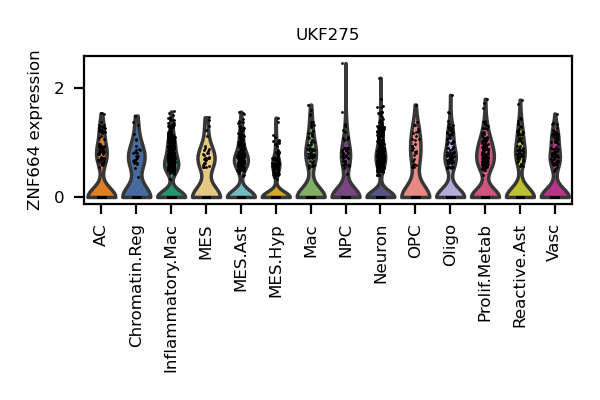 UKF275
ZNF664 expression
2
0
AC
Chromatin.Reg
Inflammatory.Mac
MES
MES.Ast
MES.Hyp
Mac
NPC
Neuron
OPC
Oligo
Prolif.Metab
Reactive.Ast
Vasc